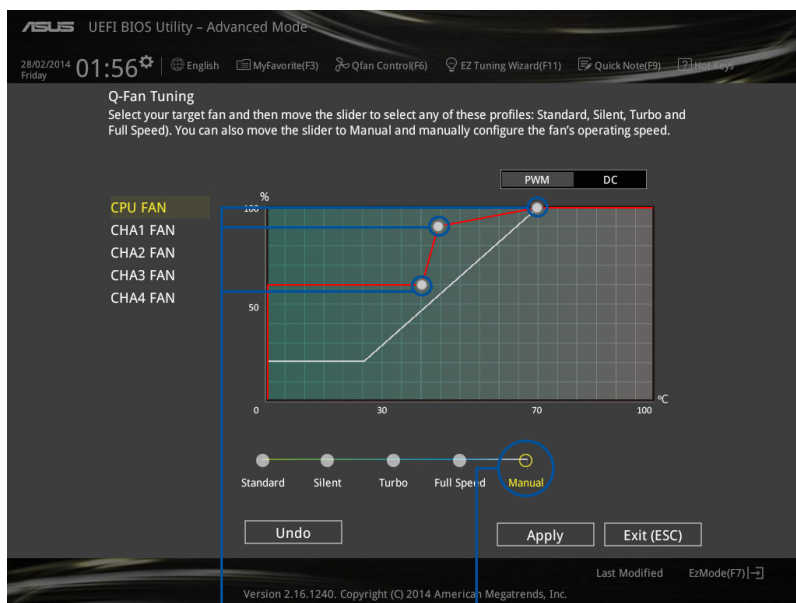 ASUS UEFI BIOS Utility – Advanced Mode
28/02/2014 Friday 01:56 English MyFavorite(F3) Qfan Control(F6) EZ Tuning Wizard(F11) Quick Note(F9) ? Hot Keys
Q-Fan Tuning
Select your target fan and then move the slider to select any of these profiles: Standard, Silent, Turbo and
Full Speed). You can also move the slider to Manual and manually configure the fan's operating speed.
PWM DC
%
CPU FAN
CHA1 FAN
CHA2 FAN
CHA3 FAN
CHA4 FAN
100
50
0 30 70 100 ºC
Standard Silent Turbo Full Speed Manual
Undo Apply Exit (ESC)
Last Modified EzMode(F7)
Version 2.16.1240. Copyright (C) 2014 American Megatrends, Inc.